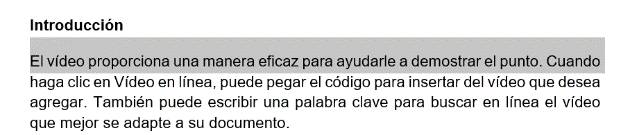 Introducción
El vídeo proporciona una manera eficaz para ayudarle a demostrar el punto. Cuando
haga clic en Vídeo en línea, puede pegar el código para insertar del vídeo que desea
agregar. También puede escribir una palabra clave para buscar en línea el vídeo
que mejor se adapte a su documento.